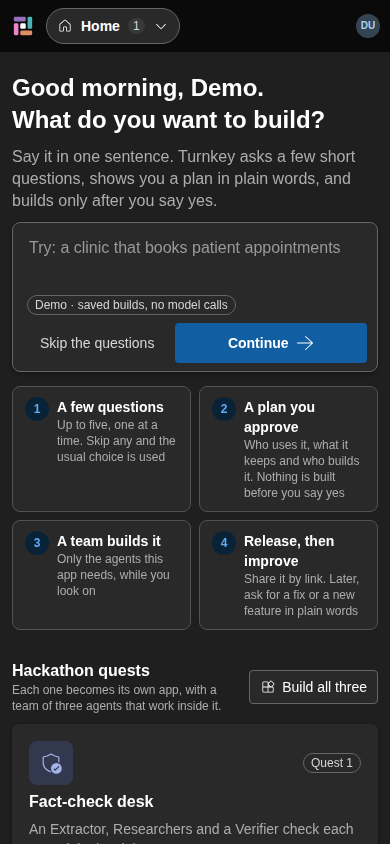 Home 1
DU
Good morning, Demo.
What do you want to build?
Say it in one sentence. Turnkey asks a few short
questions, shows you a plan in plain words, and
builds only after you say yes.
Try: a clinic that books patient appointments
Demo · saved builds, no model calls
Skip the questions
Continue
1
A few questions
Up to five, one at a
time. Skip any and the
usual choice is used
2
A plan you
approve
Who uses it, what it
keeps and who builds
it. Nothing is built
before you say yes
3
A team builds it
Only the agents this
app needs, while you
look on
4
Release, then
improve
Share it by link. Later,
ask for a fix or a new
feature in plain words
Hackathon quests
Each one becomes its own app, with a
team of three agents that work inside it.
Build all three
Quest 1
Fact-check desk
An Extractor, Researchers and a Verifier check each